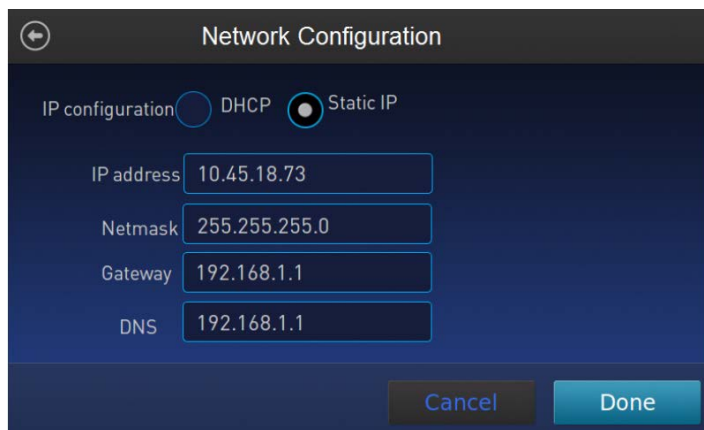 Network Configuration
IP configuration DHCP Static IP
IP address 10.45.18.73
Netmask 255.255.255.0
Gateway 192.168.1.1
DNS 192.168.1.1
Cancel Done